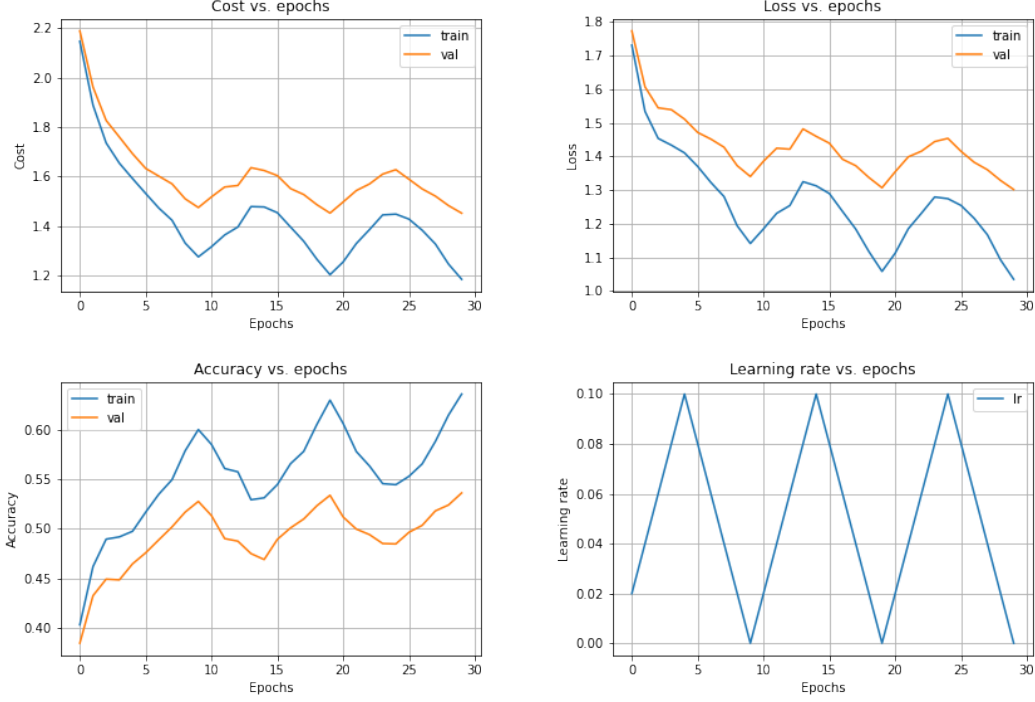 Cost vs. epochs
2.2
2.0
1.8
1.6
1.4
1.2
Cost
train
val
0 5 10 15 20 25 30
Epochs
Loss vs. epochs
1.8
1.7
1.6
1.5
1.4
1.3
1.2
1.1
1.0
Loss
train
val
0 5 10 15 20 25 30
Epochs
Accuracy vs. epochs
0.60
0.55
0.50
0.45
0.40
Accuracy
train
val
0 5 10 15 20 25 30
Epochs
Learning rate vs. epochs
0.10
0.08
0.06
0.04
0.02
0.00
Learning rate
lr
0 5 10 15 20 25 30
Epochs